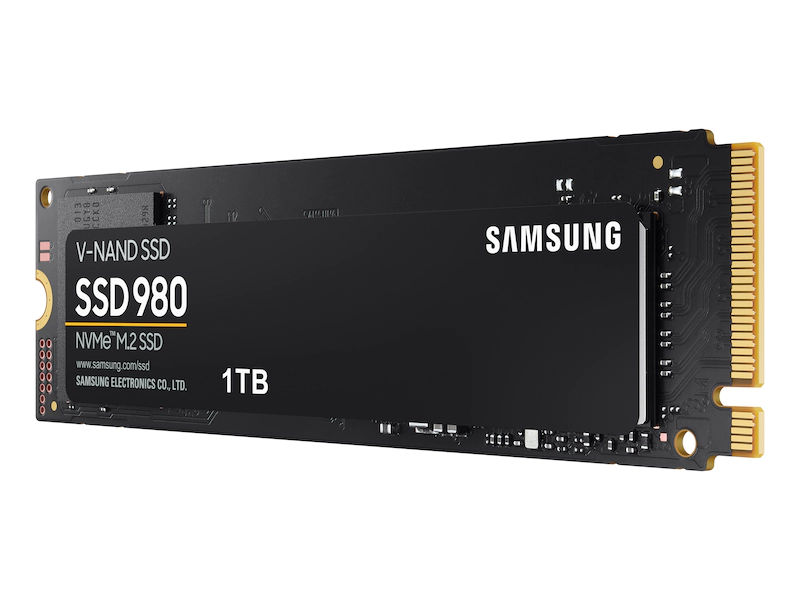 V-NAND SSD
SAMSUNG
SSD 980
NVMe™ M.2 SSD
www.samsung.com/ssd
SAMSUNG ELECTRONICS CO., LTD.
1TB